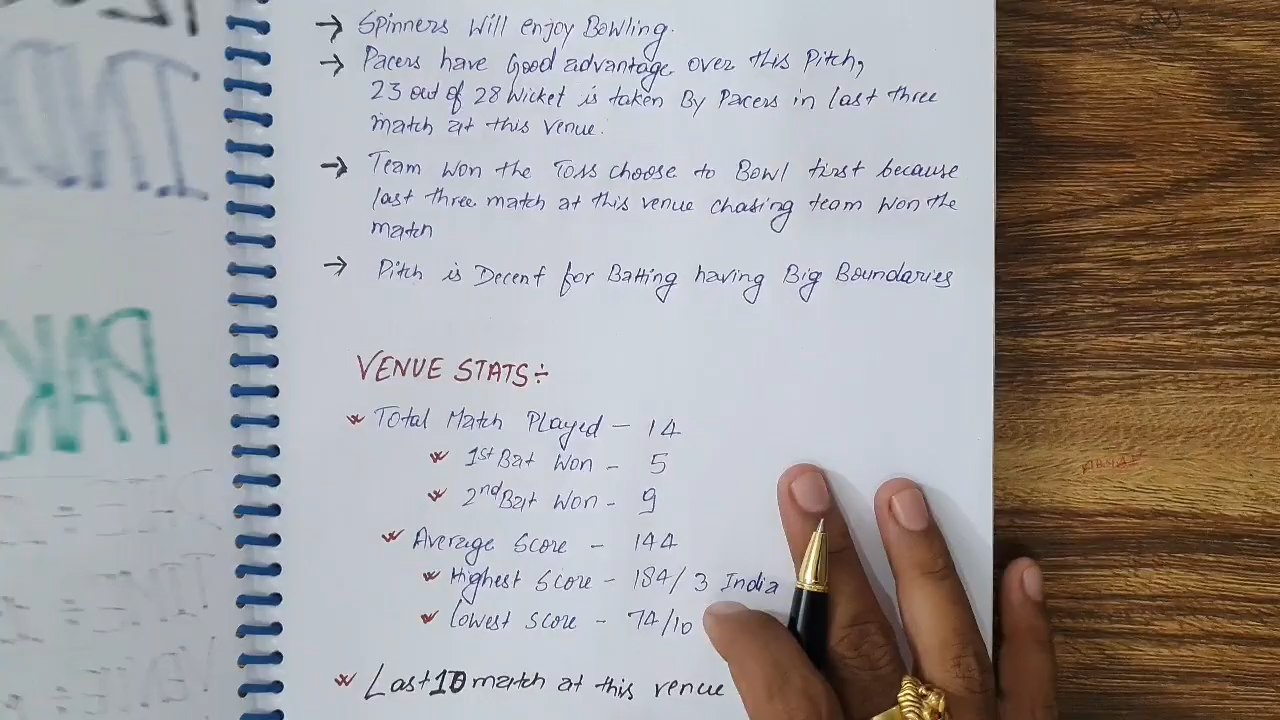 → Spinners Will enjoy Bowling.
→ Pacers have Good advantage over this Pitch,
23 out of 28 Wicket is taken By Pacers in last three
match at this venue.
→ Team Won the Toss choose to Bowl first because
last three match at this venue chasing team Won the
match
→ Pitch is Decent for Batting having Big Boundaries
VENUE STATS÷
Total Match Played - 14
1st Bat Won - 5
2nd Bat Won - 9
Average Score - 144
Highest Score - 184/3 India
Lowest Score - 74/10
Last 10 match at this venue